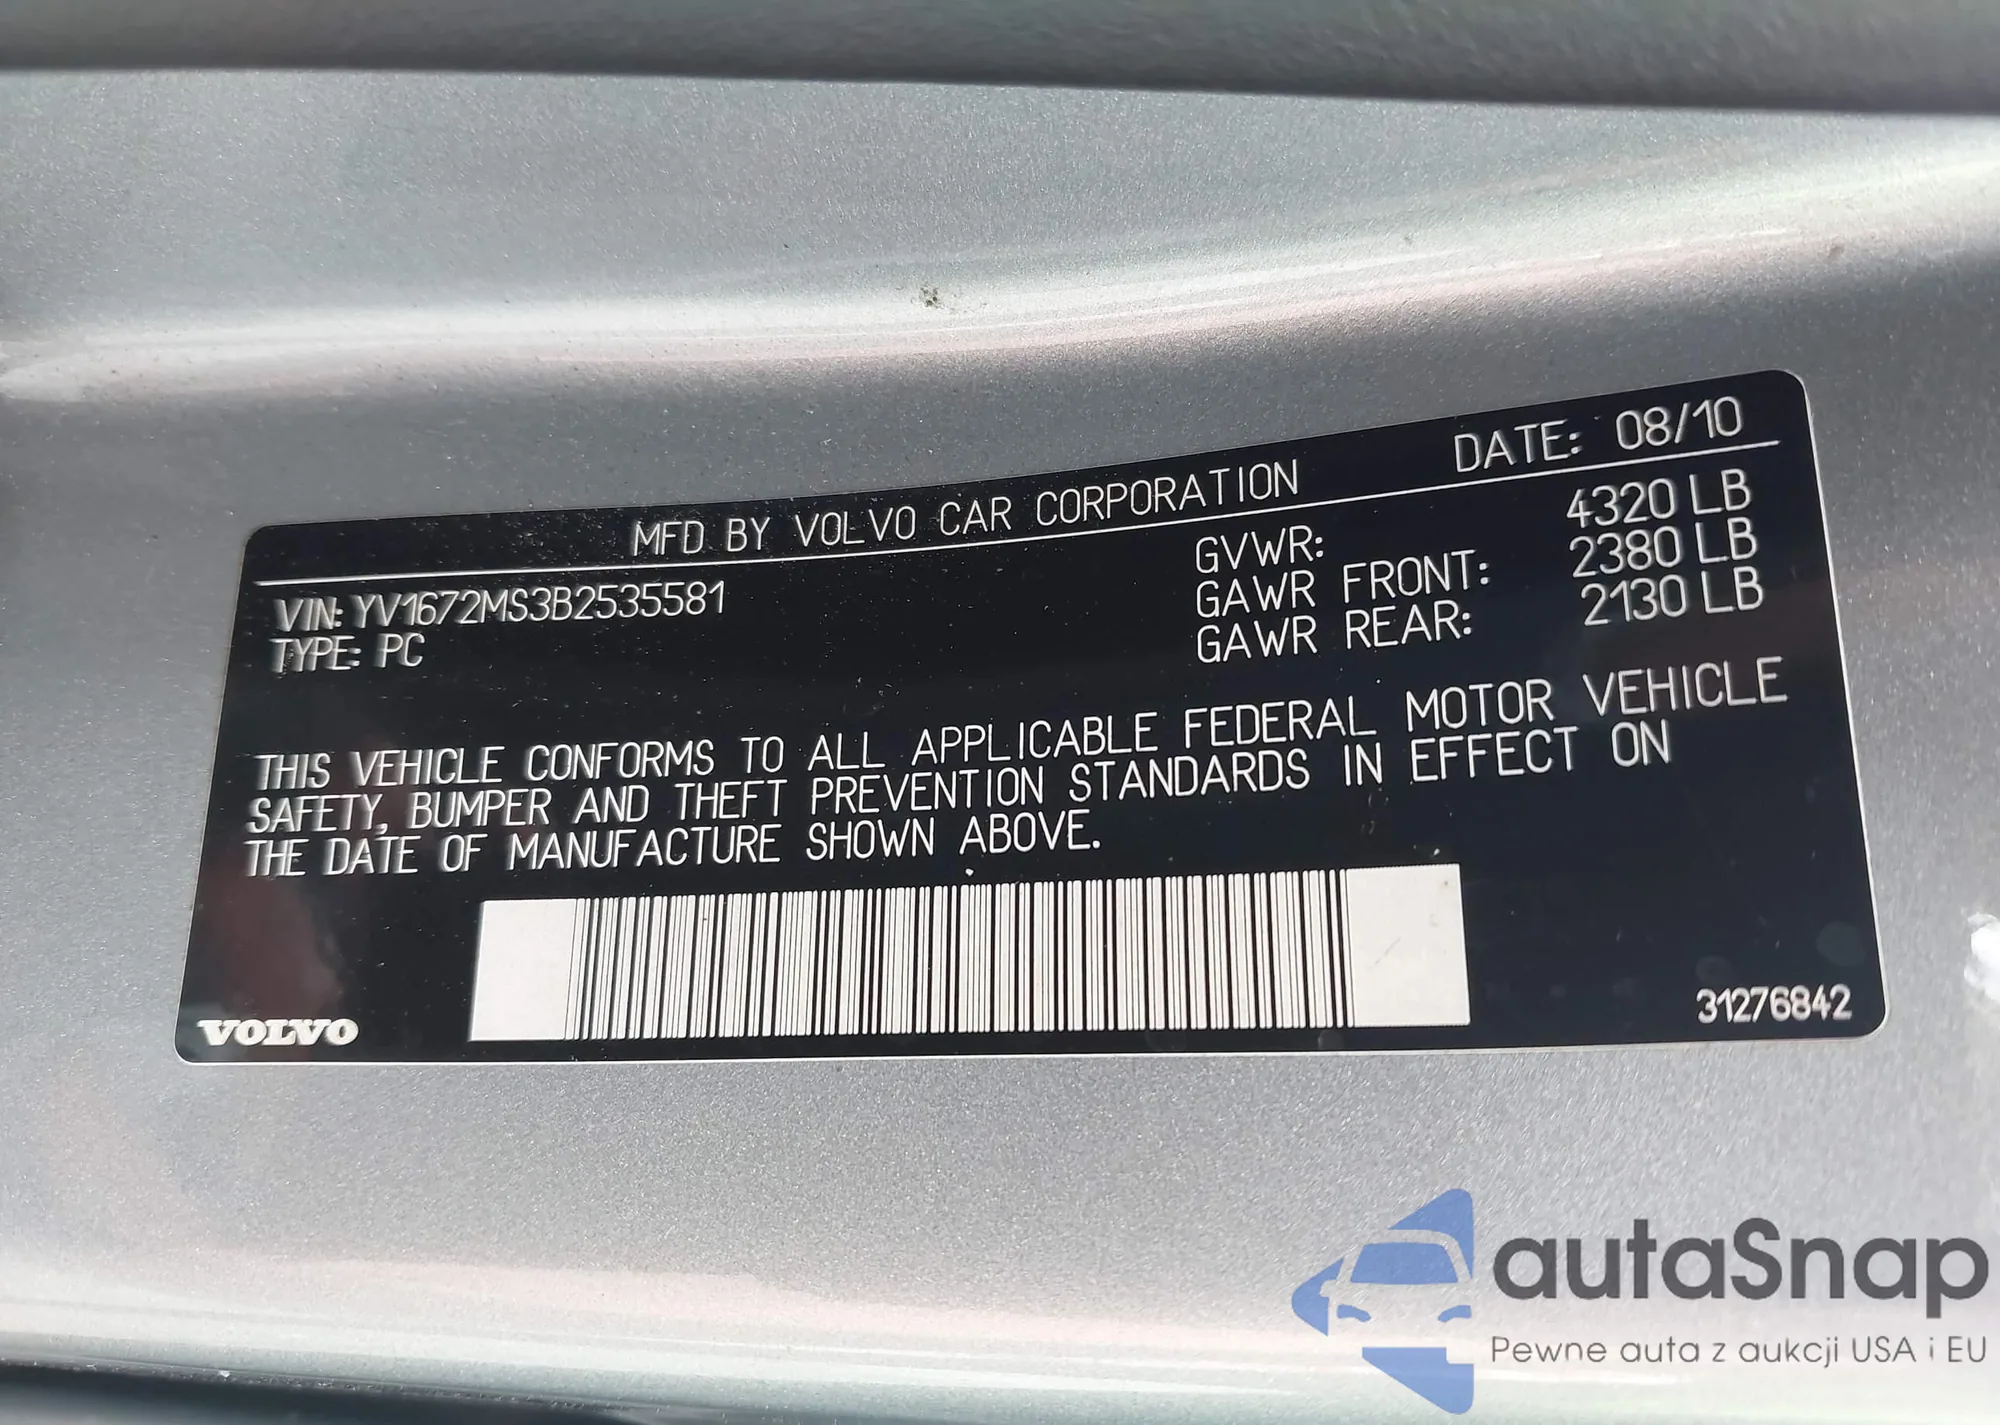 MFD BY VOLVO CAR CORPORATION DATE: 08/10
VIN: YV1672MS3B2535581
TYPE: PC
GVWR: 4320 LB
GAWR FRONT: 2380 LB
GAWR REAR: 2130 LB
THIS VEHICLE CONFORMS TO ALL APPLICABLE FEDERAL MOTOR VEHICLE
SAFETY, BUMPER AND THEFT PREVENTION STANDARDS IN EFFECT ON
THE DATE OF MANUFACTURE SHOWN ABOVE.
VOLVO
31276842
autaSnap
Pewne auta z aukcji USA i EU